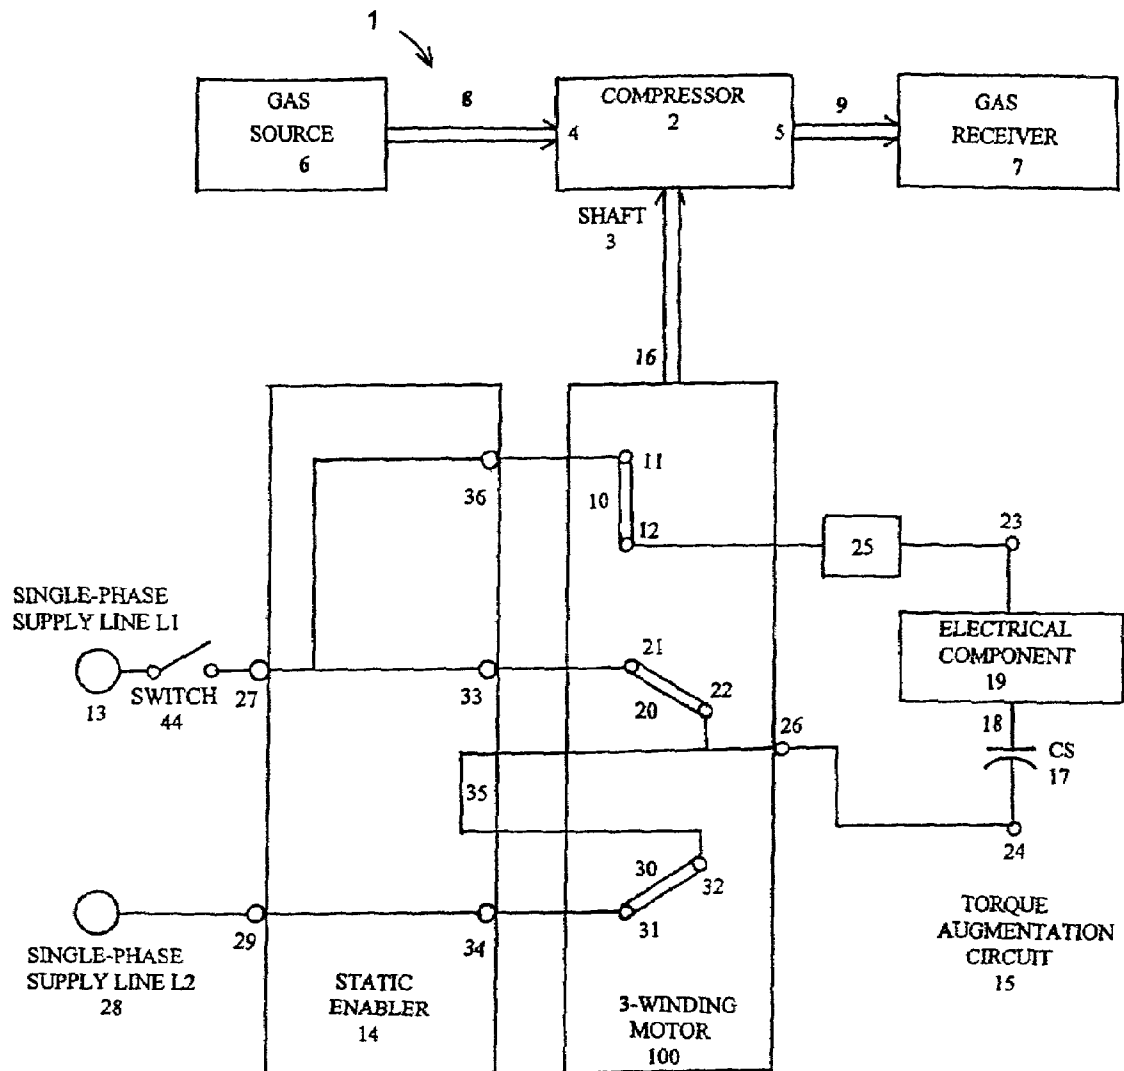 1
GAS
SOURCE
6
8
COMPRESSOR
2
4
5
9
GAS
RECEIVER
7
SHAFT
3
16
36
11
10
12
25
23
SINGLE-PHASE
SUPPLY LINE L1
13
SWITCH
44
27
33
21
20
22
26
ELECTRICAL
COMPONENT
19
18
CS
17
24
35
30
32
31
29
34
SINGLE-PHASE
SUPPLY LINE L2
28
STATIC
ENABLER
14
3-WINDING
MOTOR
100
TORQUE
AUGMENTATION
CIRCUIT
15